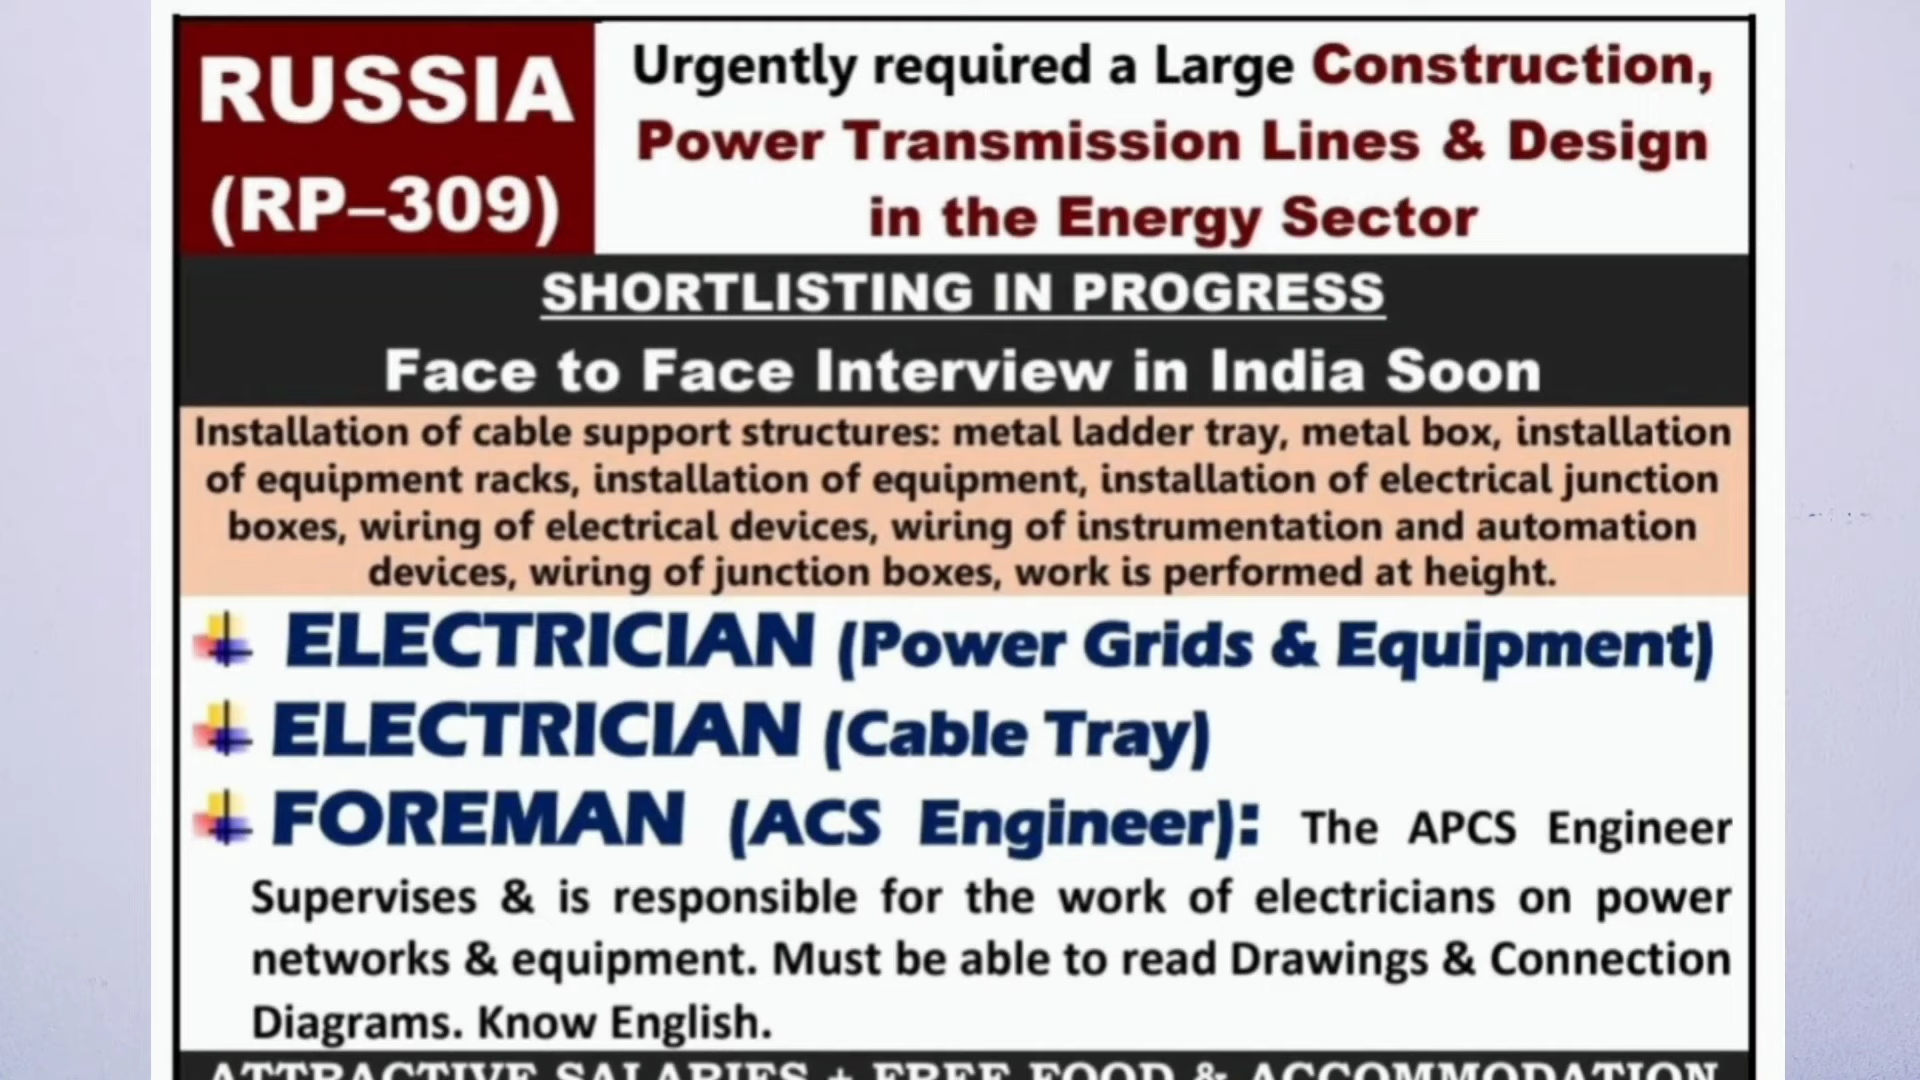 RUSSIA
(RP–309)
Urgently required a Large Construction,
Power Transmission Lines & Design
in the Energy Sector
SHORTLISTING IN PROGRESS
Face to Face Interview in India Soon
Installation of cable support structures: metal ladder tray, metal box, installation
of equipment racks, installation of equipment, installation of electrical junction
boxes, wiring of electrical devices, wiring of instrumentation and automation
devices, wiring of junction boxes, work is performed at height.
ELECTRICIAN (Power Grids & Equipment)
ELECTRICIAN (Cable Tray)
FOREMAN (ACS Engineer): The APCS Engineer
Supervises & is responsible for the work of electricians on power
networks & equipment. Must be able to read Drawings & Connection
Diagrams. Know English.
ATTRACTIVE SALARIES + FREE FOOD & ACCOMMODATION